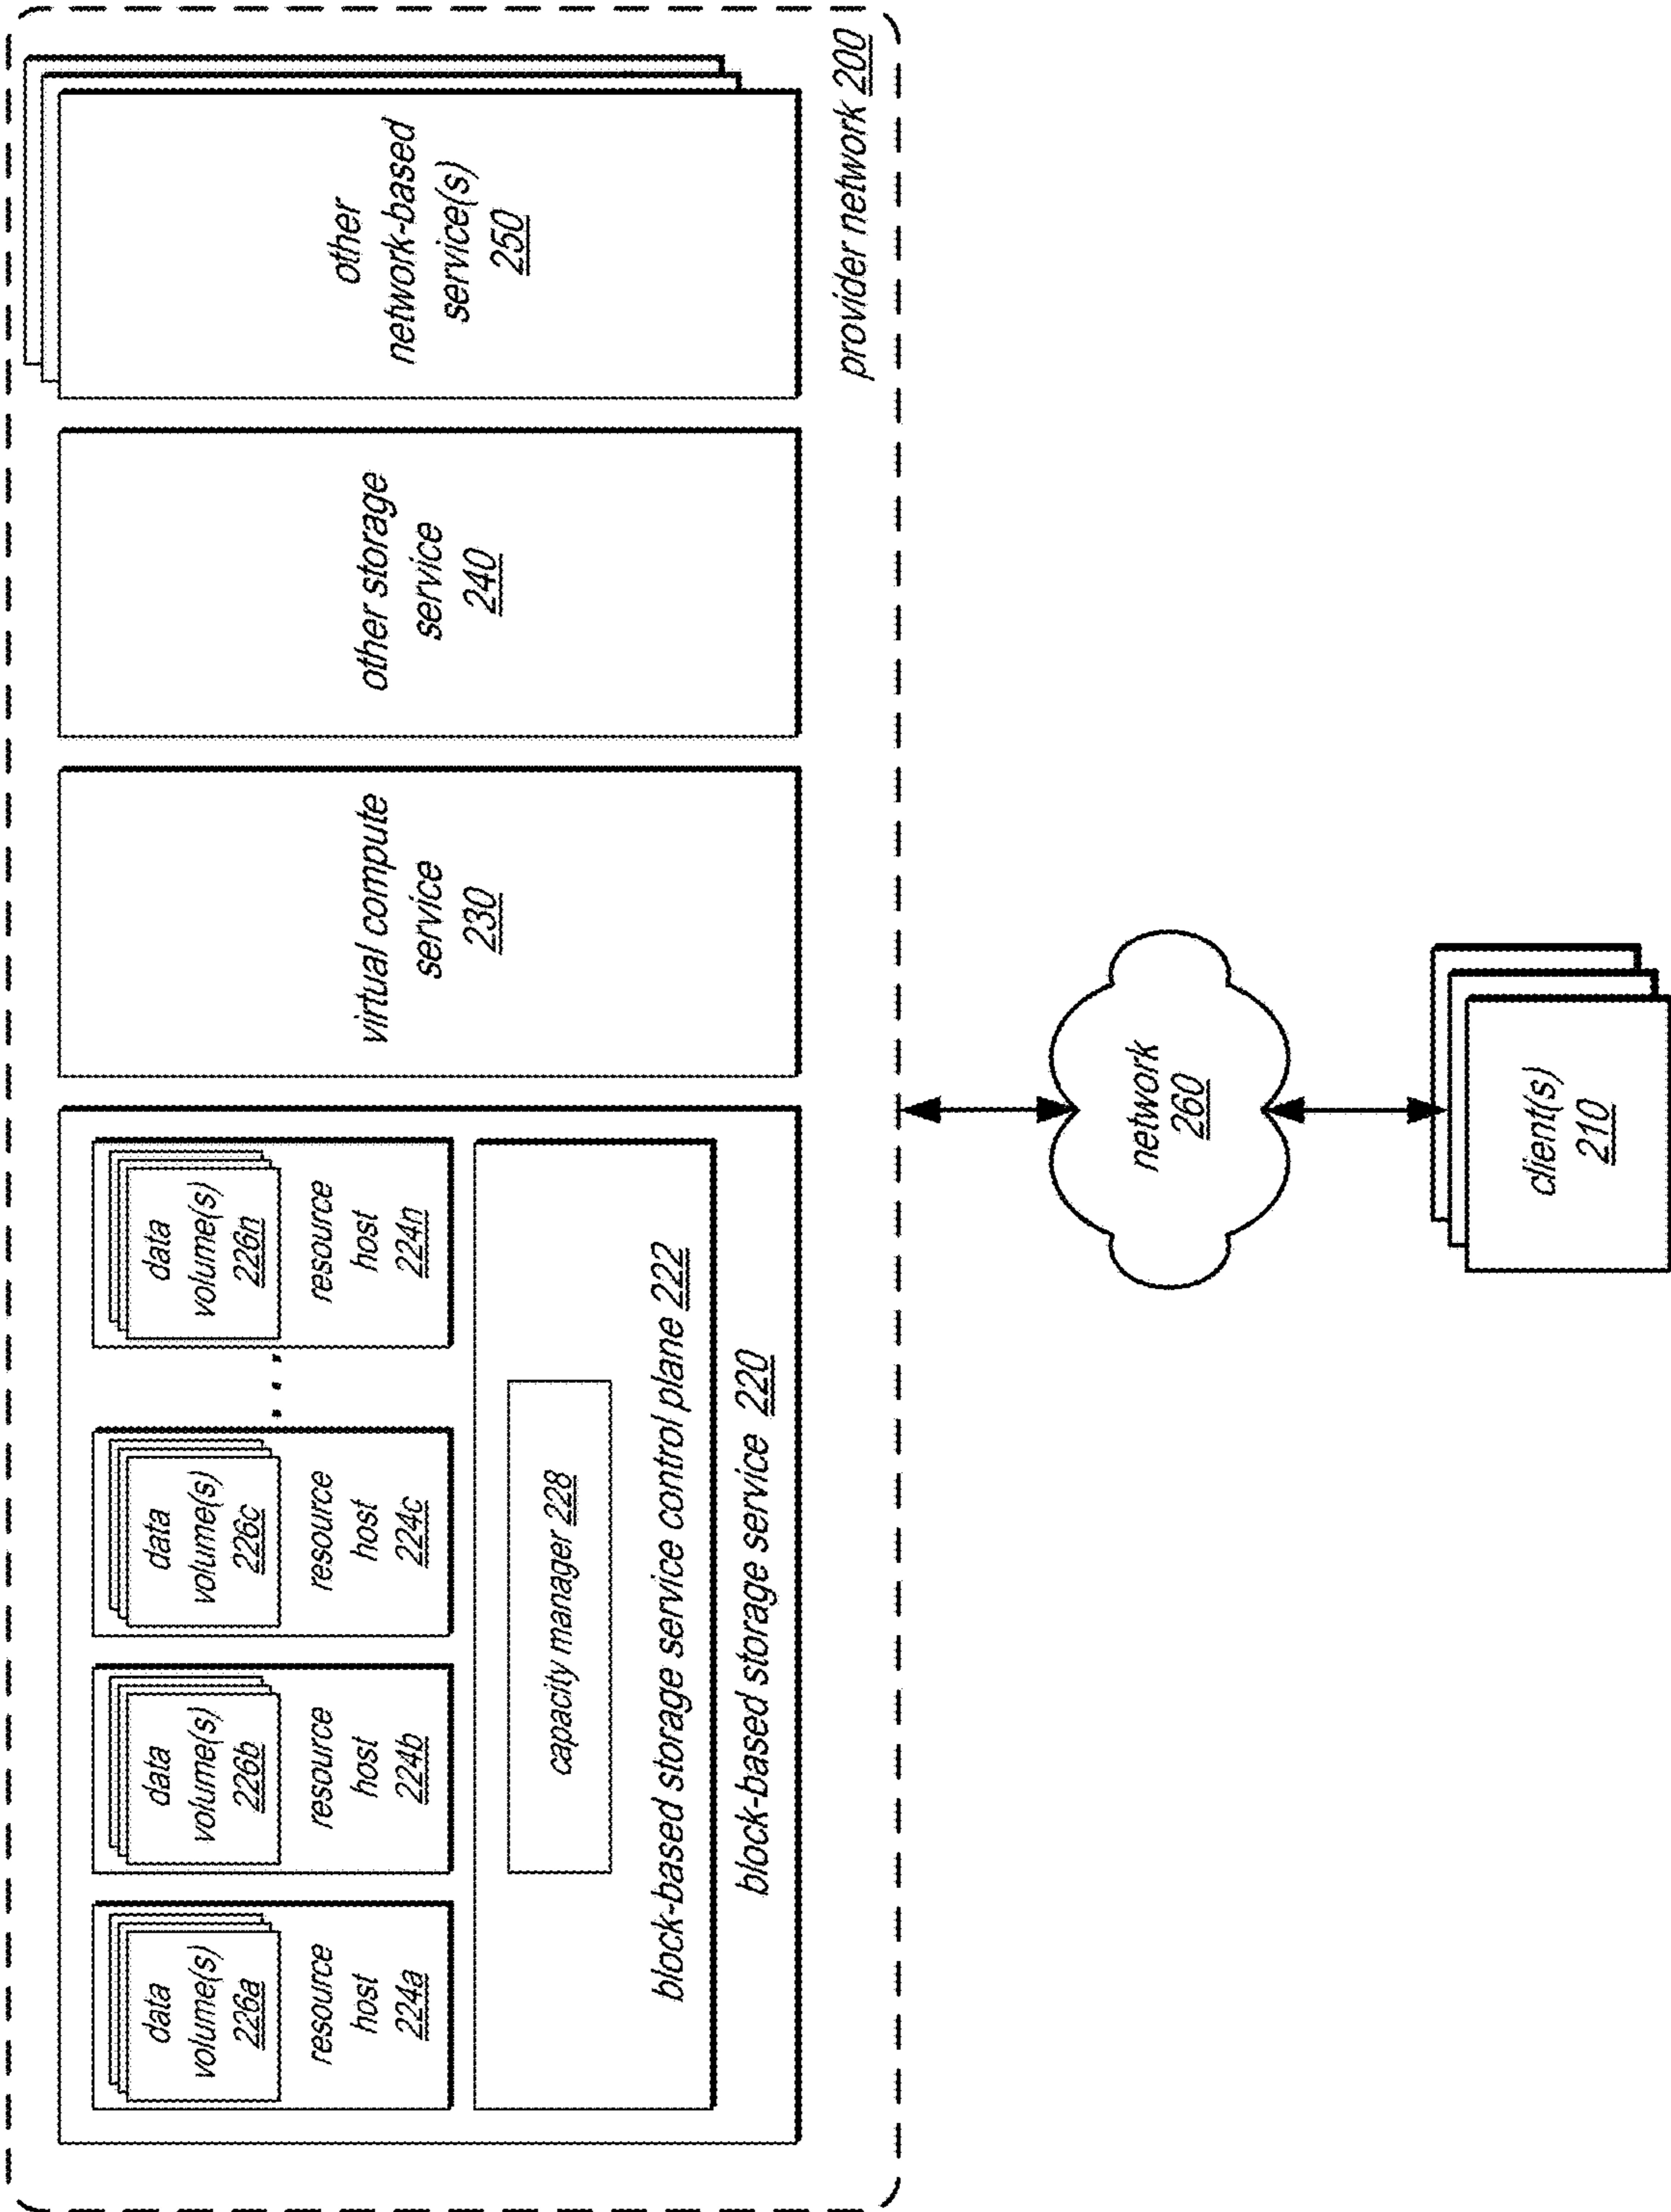 data
volume(s)
226a
resource
host
224a
data
volume(s)
226b
resource
host
224b
data
volume(s)
226c
resource
host
224c
. . .
data
volume(s)
226n
resource
host
224n
capacity manager 228
block-based storage service control plane 222
block-based storage service 220
virtual compute
service
230
other storage
service
240
other
network-based
service(s)
250
provider network 200
network
260
client(s)
210